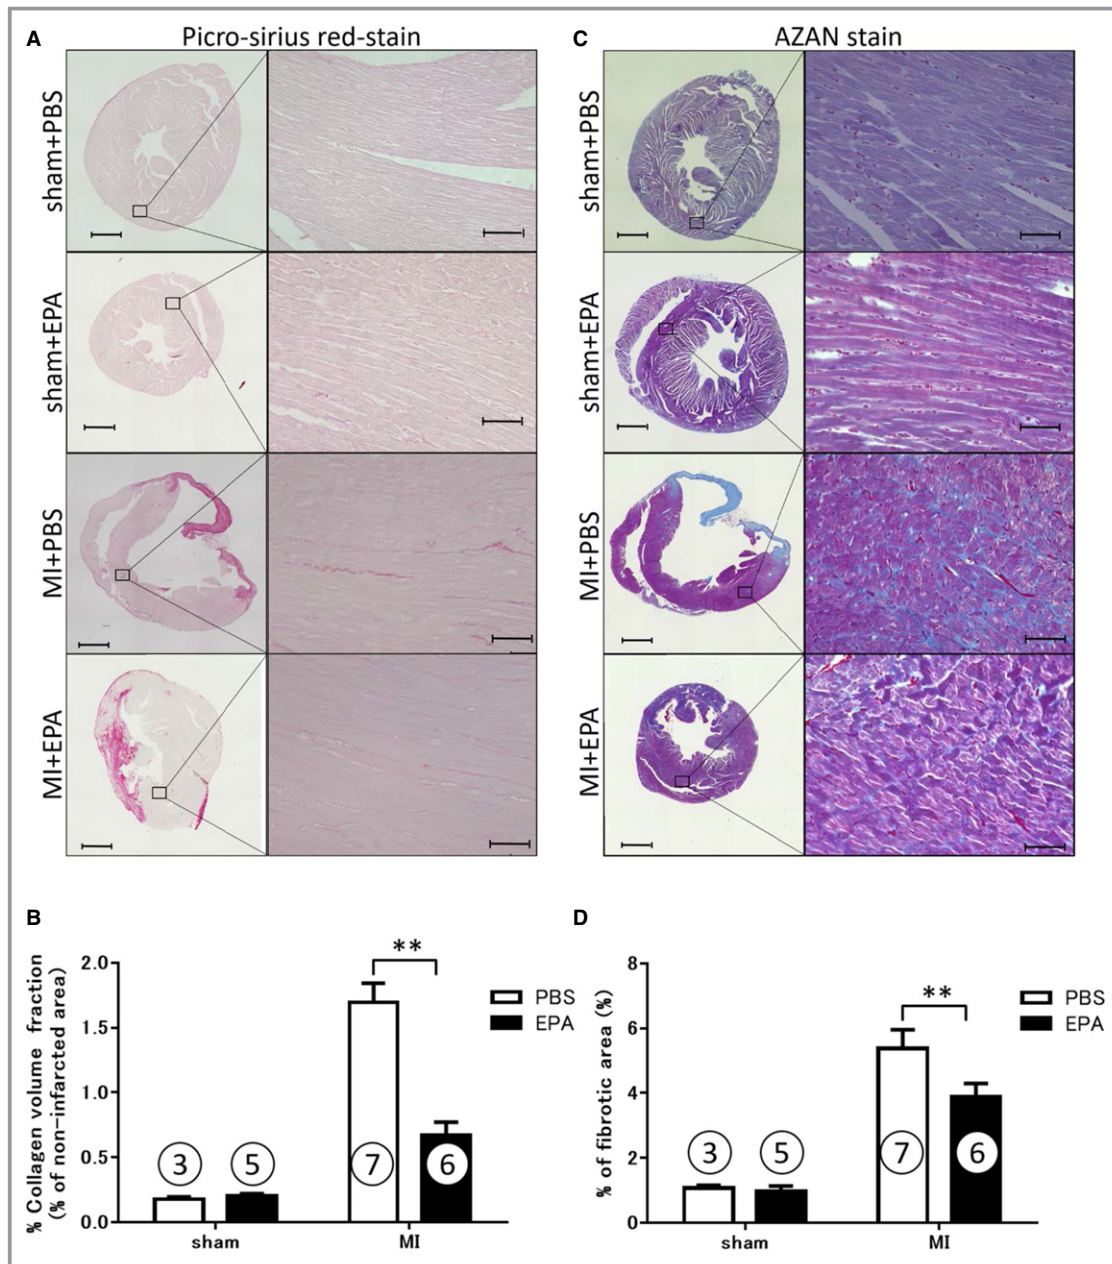 A
Picro-sirius red-stain
sham+PBS
sham+EPA
MI+PBS
MI+EPA
C
AZAN stain
sham+PBS
sham+EPA
MI+PBS
MI+EPA
B
% Collagen volume fraction
(% of non-infarcted area)
2.0
1.5
1.0
0.5
0.0
**
PBS
EPA
3
5
7
6
sham
MI
D
% of fibrotic area (%)
8
6
4
2
0
**
PBS
EPA
3
5
7
6
sham
MI